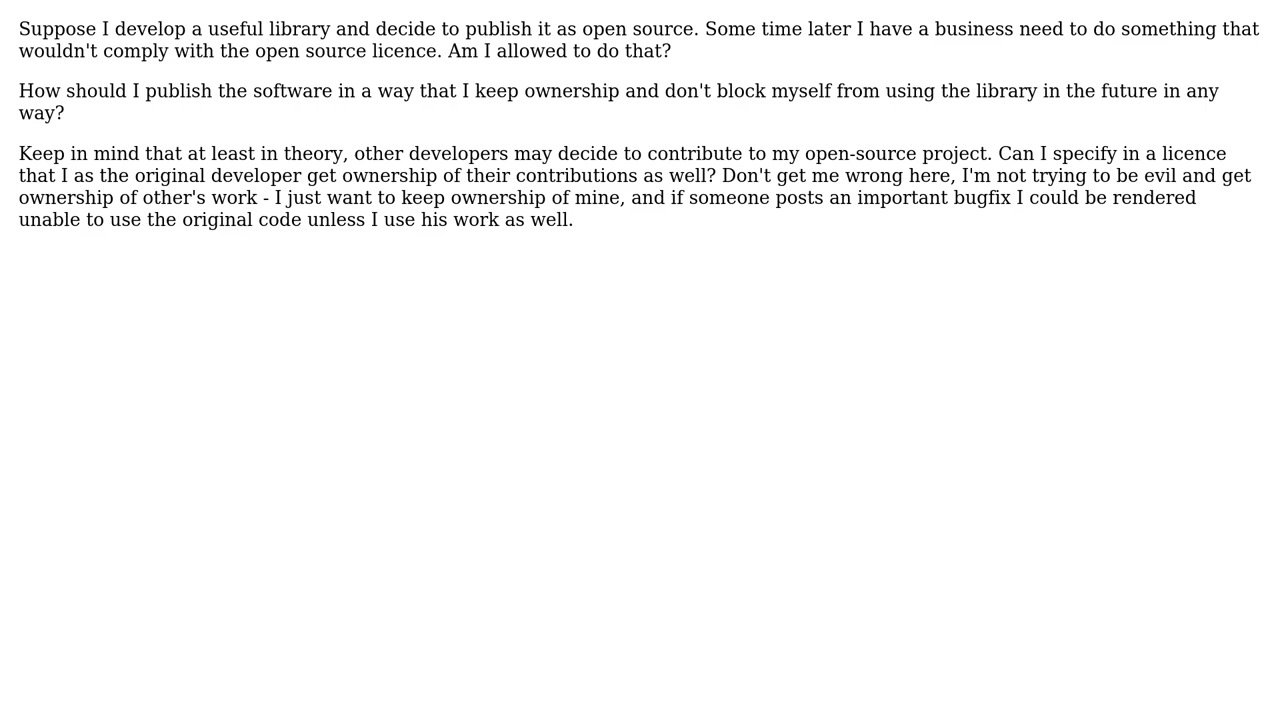 Suppose I develop a useful library and decide to publish it as open source. Some time later I have a business need to do something that
wouldn't comply with the open source licence. Am I allowed to do that?
How should I publish the software in a way that I keep ownership and don't block myself from using the library in the future in any
way?
Keep in mind that at least in theory, other developers may decide to contribute to my open-source project. Can I specify in a licence
that I as the original developer get ownership of their contributions as well? Don't get me wrong here, I'm not trying to be evil and get
ownership of other's work - I just want to keep ownership of mine, and if someone posts an important bugfix I could be rendered
unable to use the original code unless I use his work as well.